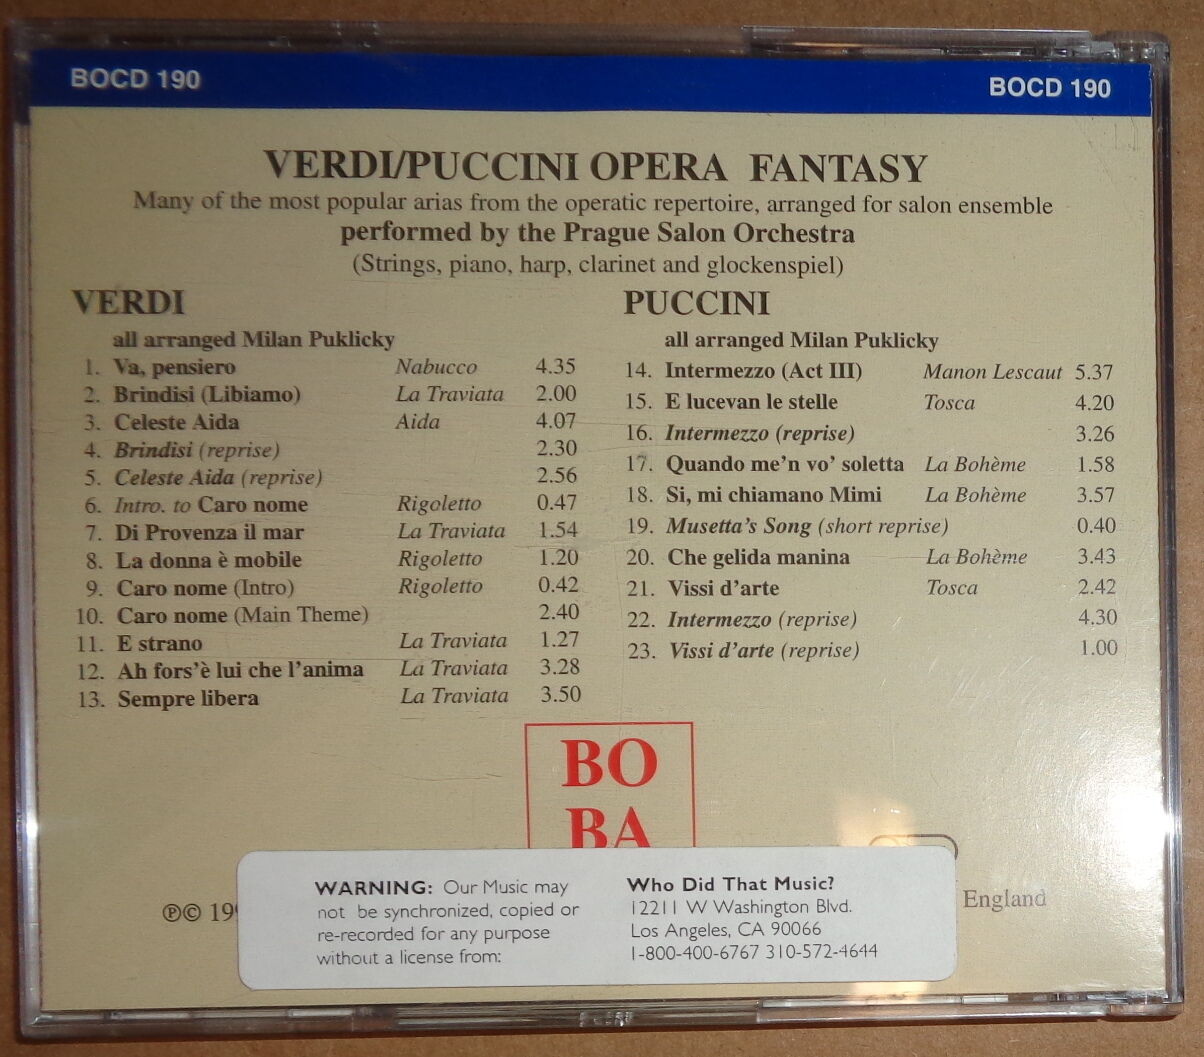 BOCD 190
BOCD 190
VERDI/PUCCINI OPERA FANTASY
Many of the most popular arias from the operatic repertoire, arranged for salon ensemble
performed by the Prague Salon Orchestra
(Strings, piano, harp, clarinet and glockenspiel)
VERDI
all arranged Milan Puklicky
1. Va, pensiero Nabucco 4.35
2. Brindisi (Libiamo) La Traviata 2.00
3. Celeste Aida Aida 4.07
4. Brindisi (reprise) 2.30
5. Celeste Aida (reprise) 2.56
6. Intro. to Caro nome Rigoletto 0.47
7. Di Provenza il mar La Traviata 1.54
8. La donna è mobile Rigoletto 1.20
9. Caro nome (Intro) Rigoletto 0.42
10. Caro nome (Main Theme) 2.40
11. E strano La Traviata 1.27
12. Ah fors'è lui che l'anima La Traviata 3.28
13. Sempre libera La Traviata 3.50
PUCCINI
all arranged Milan Puklicky
14. Intermezzo (Act III) Manon Lescaut 5.37
15. E lucevan le stelle Tosca 4.20
16. Intermezzo (reprise) 3.26
17. Quando me'n vo' soletta La Bohème 1.58
18. Si, mi chiamano Mimi La Bohème 3.57
19. Musetta's Song (short reprise) 0.40
20. Che gelida manina La Bohème 3.43
21. Vissi d'arte Tosca 2.42
22. Intermezzo (reprise) 4.30
23. Vissi d'arte (reprise) 1.00
BO
BA
℗© 19
England
WARNING: Our Music may
not be synchronized, copied or
re-recorded for any purpose
without a license from:
Who Did That Music?
12211 W Washington Blvd.
Los Angeles, CA 90066
1-800-400-6767 310-572-4644